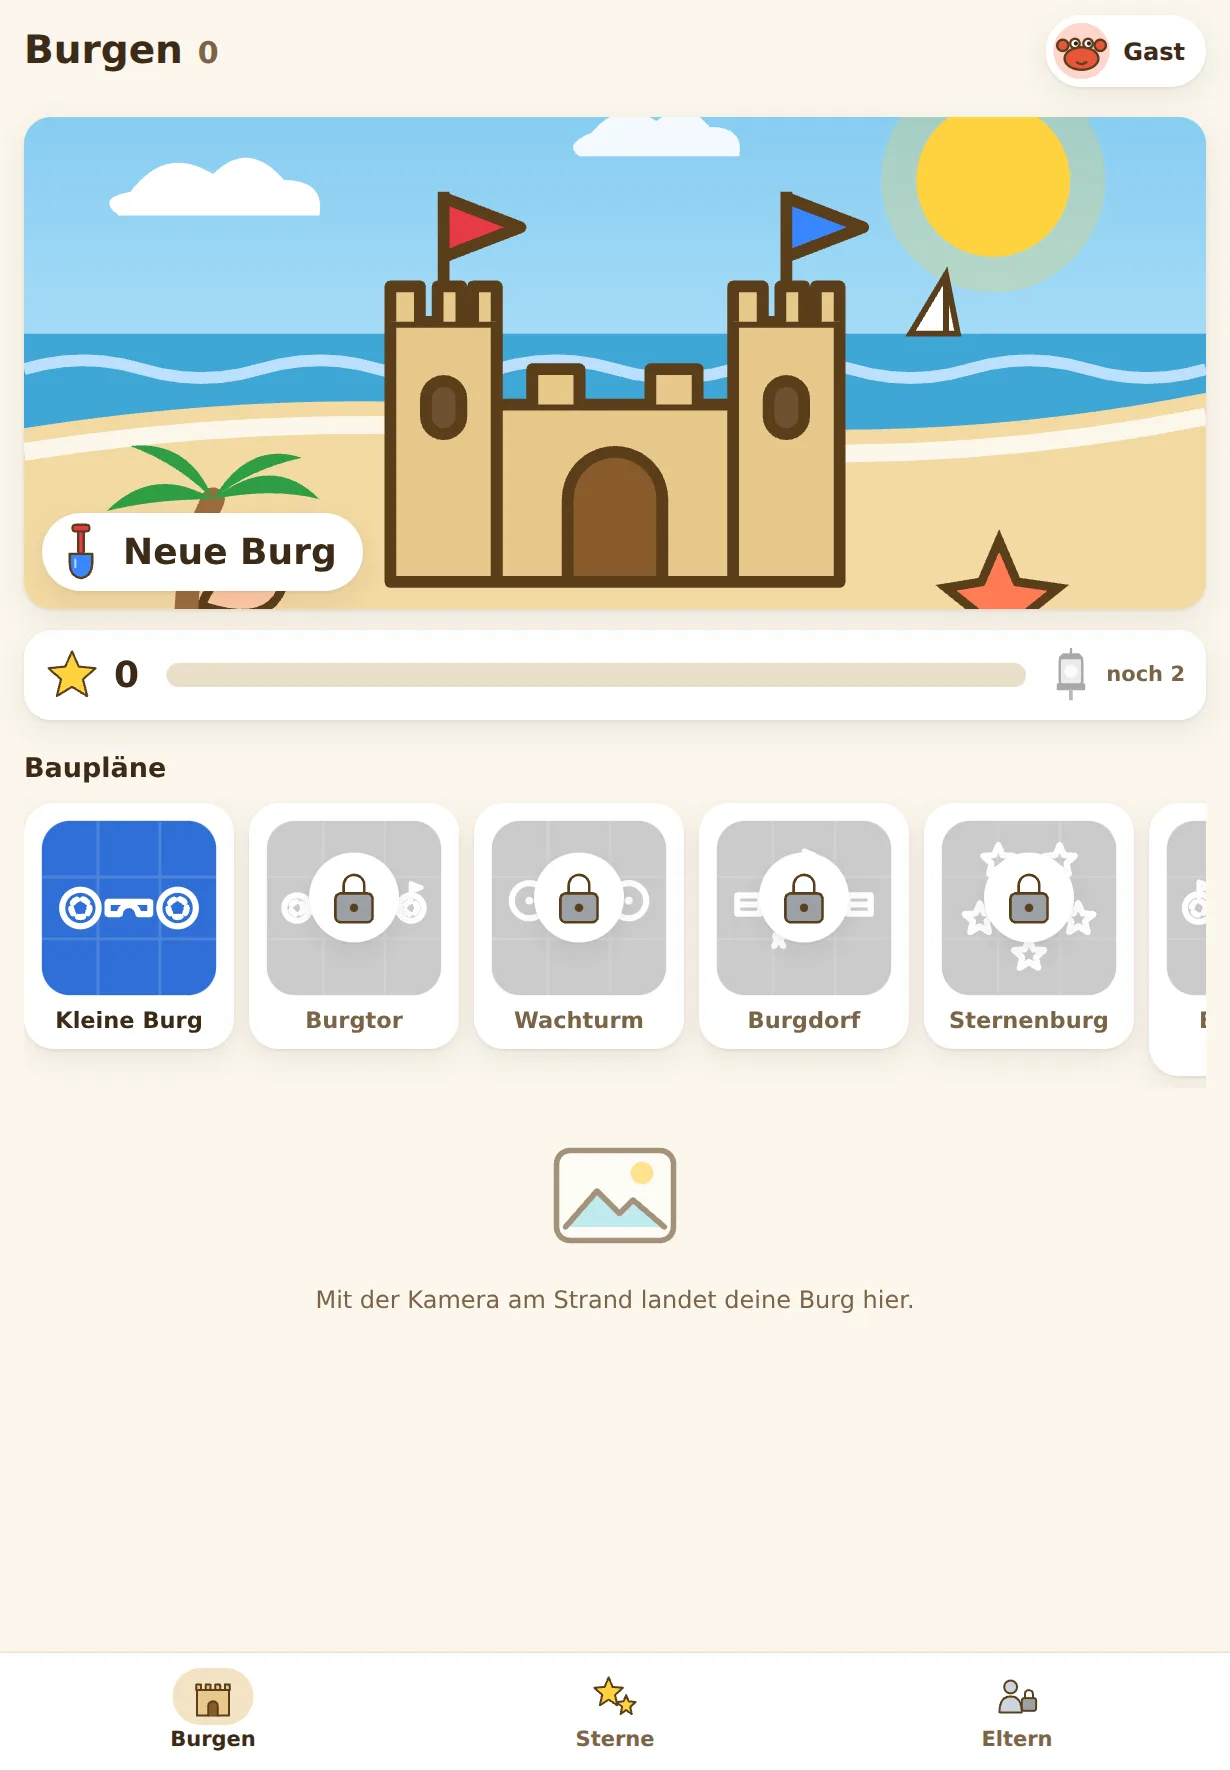 Burgen 0
Gast
Neue Burg
0
noch 2
Baupläne
Kleine Burg
Burgtor
Wachturm
Burgdorf
Sternenburg
Mit der Kamera am Strand landet deine Burg hier.
Burgen
Sterne
Eltern